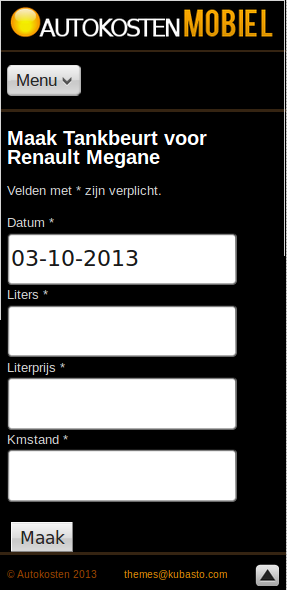 AUTOKOSTEN MOBIEL
Menu
Maak Tankbeurt voor
Renault Megane
Velden met * zijn verplicht.
Datum *
03-10-2013
Liters *
Literprijs *
Kmstand *
Maak
© Autokosten 2013 themes@kubasto.com